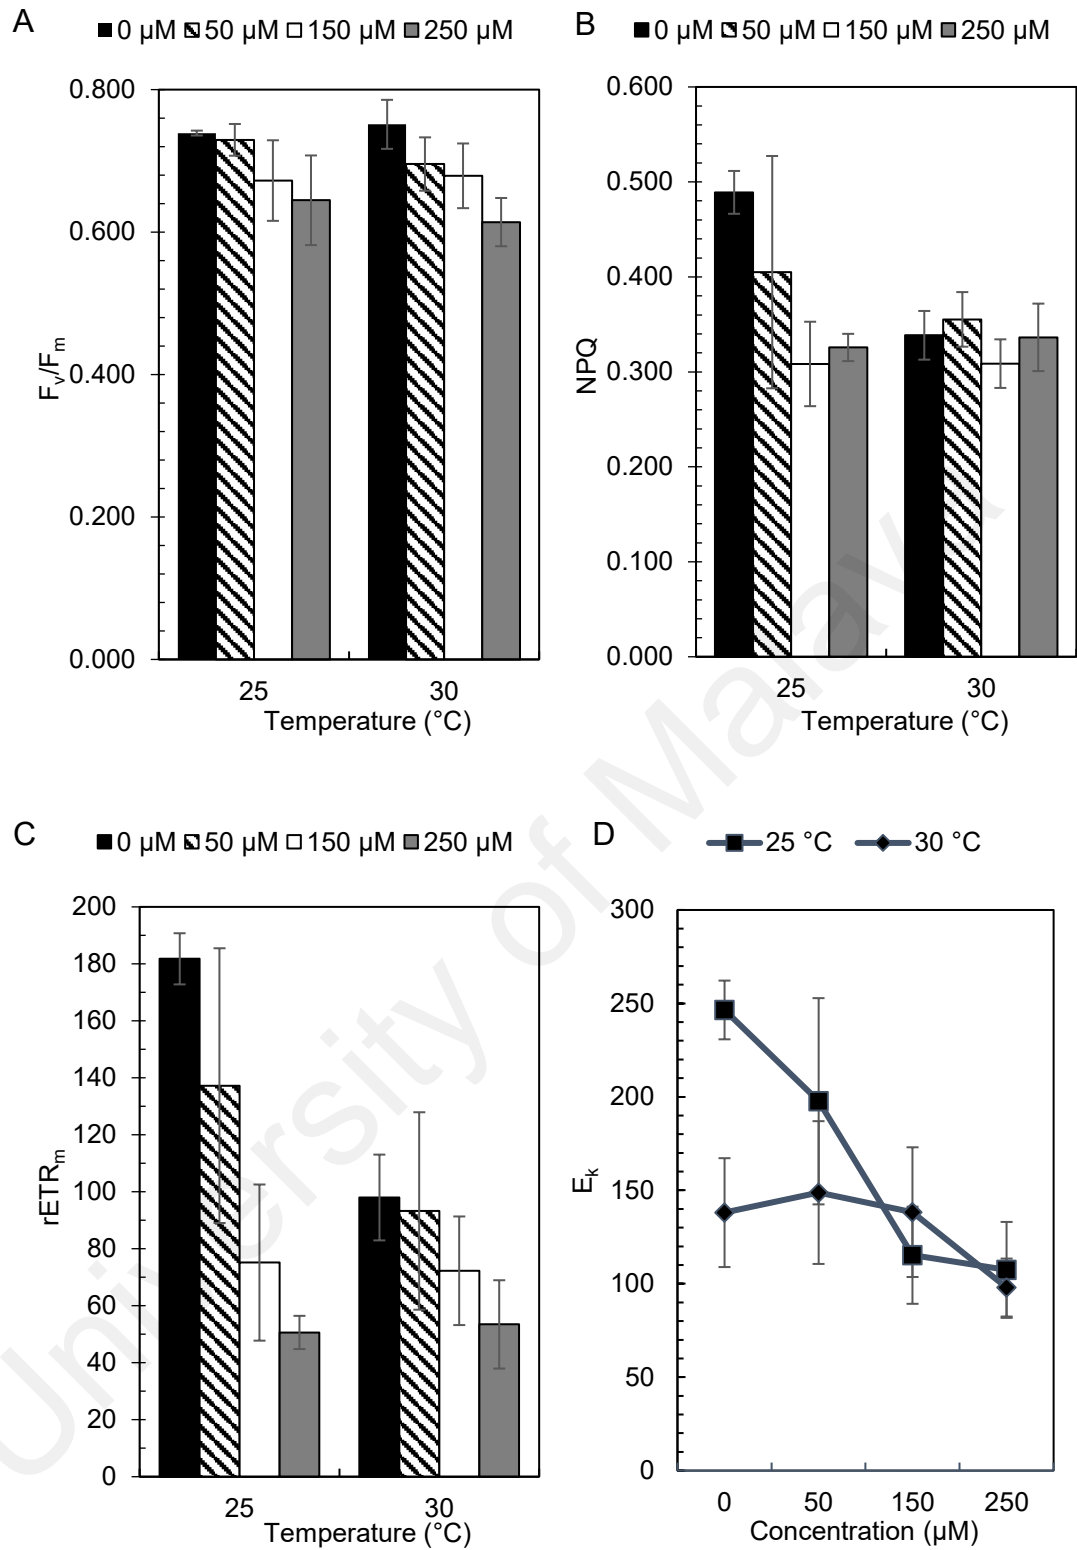 A
0 µM 50 µM 150 µM 250 µM
0.800
0.600
0.400
0.200
0.000
Fv/Fm
25 30
Temperature (°C)
B
0 µM 50 µM 150 µM 250 µM
0.600
0.500
0.400
0.300
0.200
0.100
0.000
NPQ
25 30
Temperature (°C)
C
0 µM 50 µM 150 µM 250 µM
200
180
160
140
120
100
80
60
40
20
0
rETRm
25 30
Temperature (°C)
D
25 °C 30 °C
300
250
200
150
100
50
0
Ek
0 50 150 250
Concentration (µM)
University of Malaya